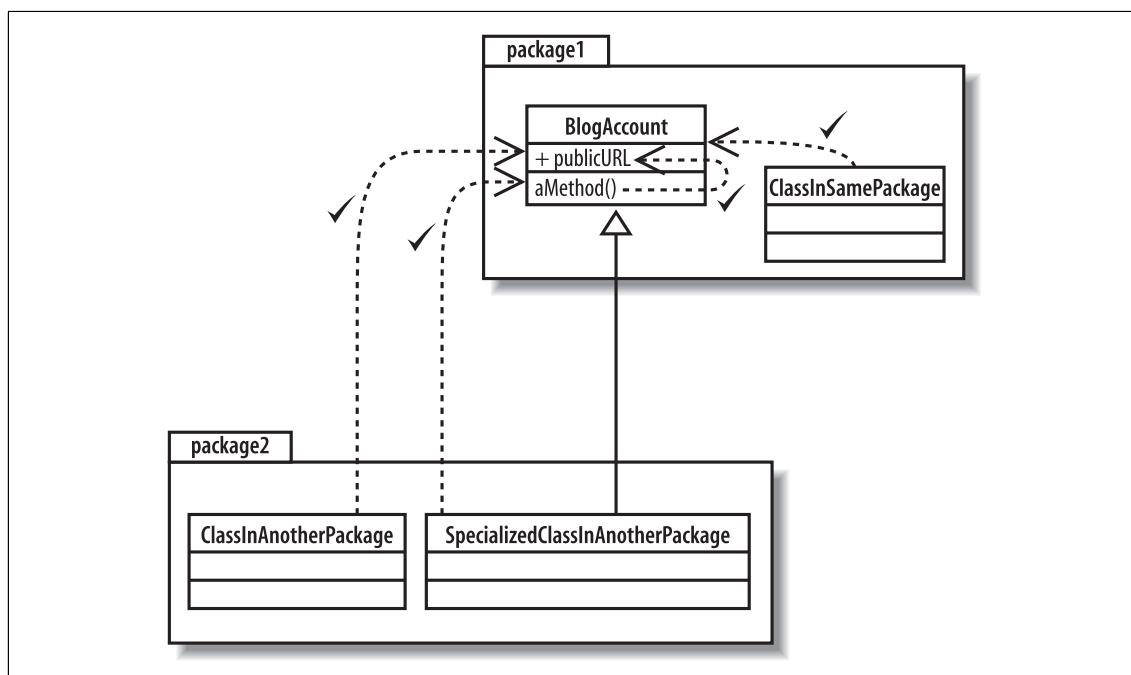 package1
BlogAccount
+ publicURL
aMethod()
ClassInSamePackage
package2
ClassInAnotherPackage
SpecializedClassInAnotherPackage